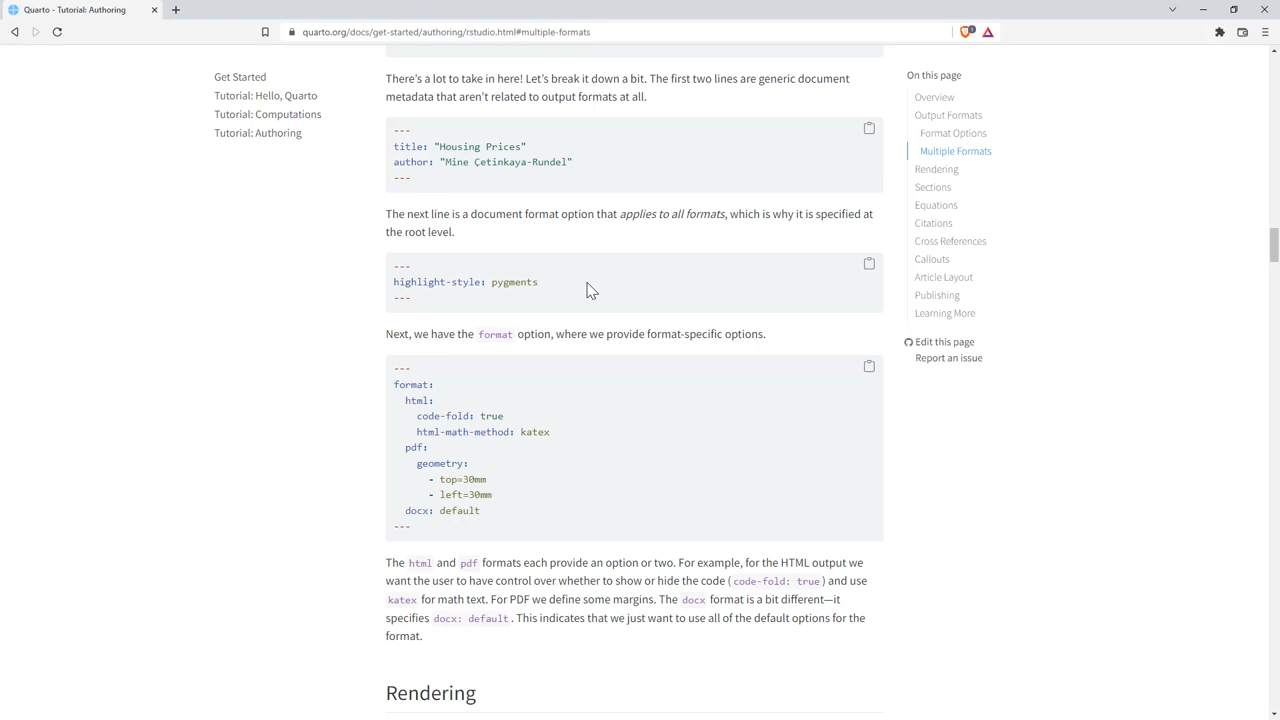 Quarto - Tutorial: Authoring
quarto.org/docs/get-started/authoring/rstudio.html#multiple-formats
Get Started
Tutorial: Hello, Quarto
Tutorial: Computations
Tutorial: Authoring
There's a lot to take in here! Let's break it down a bit. The first two lines are generic document
metadata that aren't related to output formats at all.
---
title: "Housing Prices"
author: "Mine Çetinkaya-Rundel"
---
The next line is a document format option that applies to all formats, which is why it is specified at
the root level.
---
highlight-style: pygments
---
Next, we have the format option, where we provide format-specific options.
---
format:
  html:
    code-fold: true
    html-math-method: katex
  pdf:
    geometry:
      - top=30mm
      - left=30mm
  docx: default
---
The html and pdf formats each provide an option or two. For example, for the HTML output we
want the user to have control over whether to show or hide the code (code-fold: true) and use
katex for math text. For PDF we define some margins. The docx format is a bit different—it
specifies docx: default. This indicates that we just want to use all of the default options for the
format.
Rendering
On this page
Overview
Output Formats
Format Options
Multiple Formats
Rendering
Sections
Equations
Citations
Cross References
Callouts
Article Layout
Publishing
Learning More
Edit this page
Report an issue